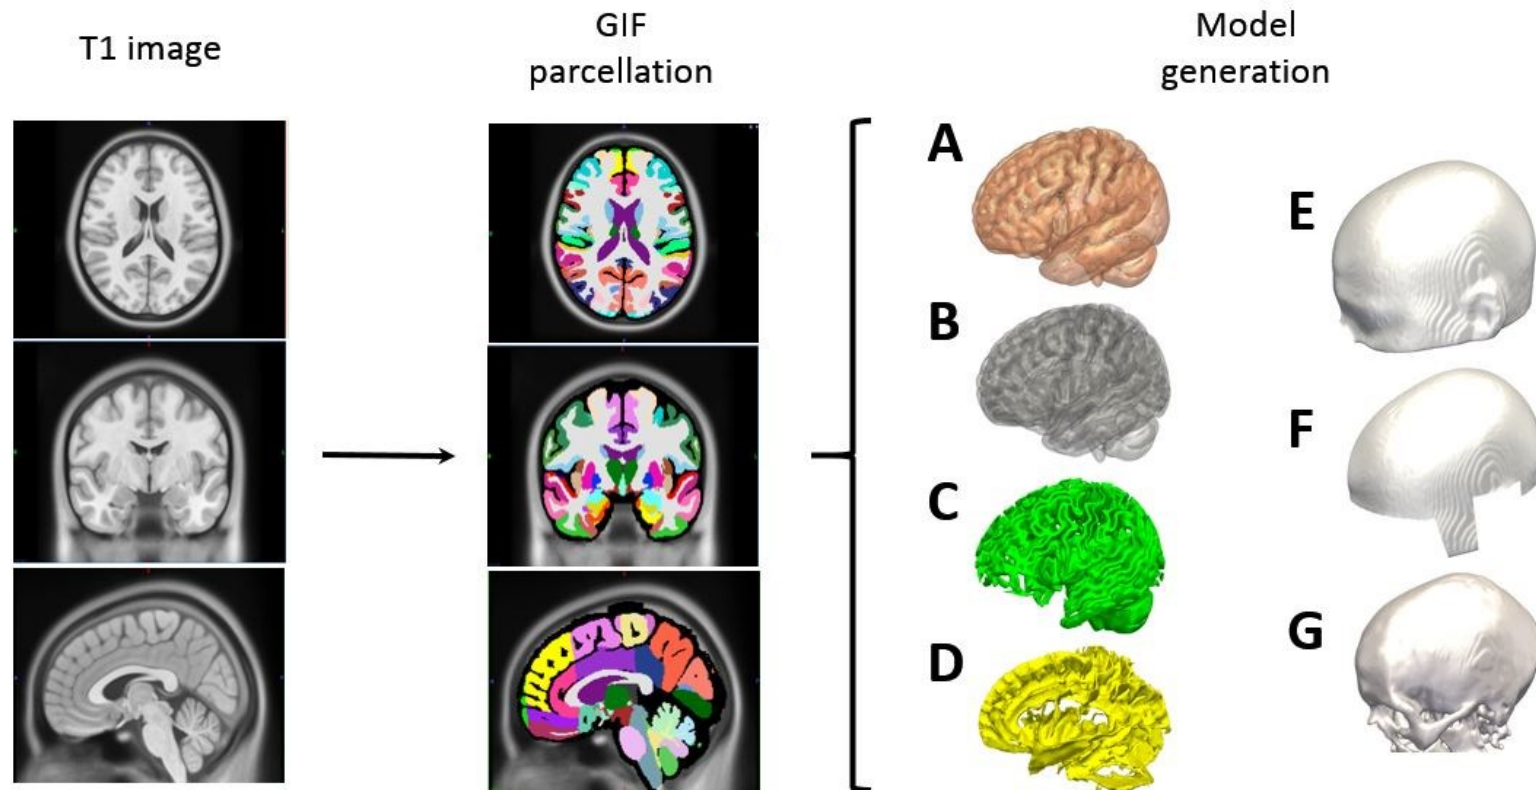 T1 image
GIF
parcellation
Model
generation
A
B
C
D
E
F
G